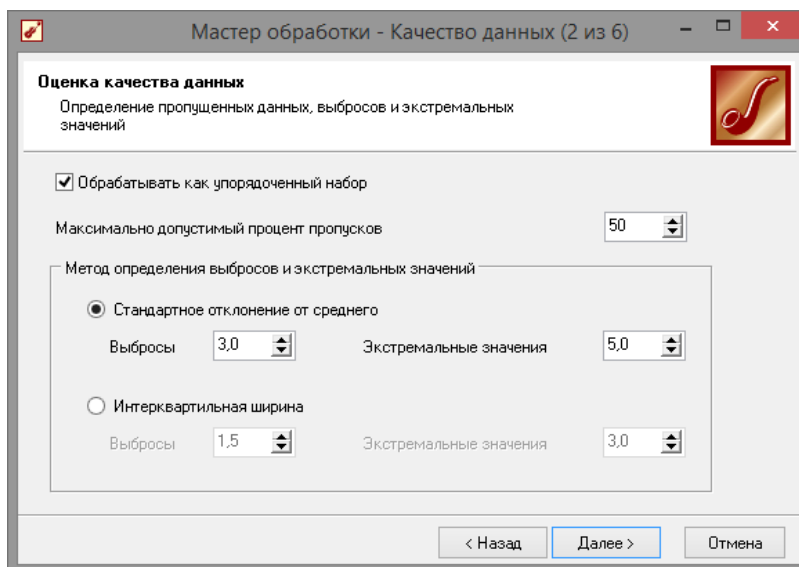 Мастер обработки - Качество данных (2 из 6)
Оценка качества данных
Определение пропущенных данных, выбросов и экстремальных
значений
Обрабатывать как упорядоченный набор
Максимально допустимый процент пропусков 50
Метод определения выбросов и экстремальных значений
Стандартное отклонение от среднего
Выбросы 3,0 Экстремальные значения 5,0
Интерквартильная ширина
Выбросы 1,5 Экстремальные значения 3,0
< Назад Далее > Отмена